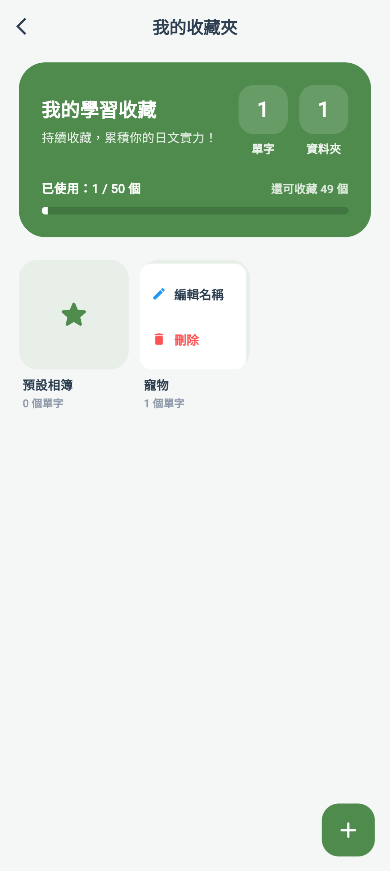 我的收藏夾
我的學習收藏
持續收藏，累積你的日文實力！
1
單字
1
資料夾
已使用：1 / 50 個
還可收藏 49 個
編輯名稱
刪除
預設相簿
0 個單字
寵物
1 個單字